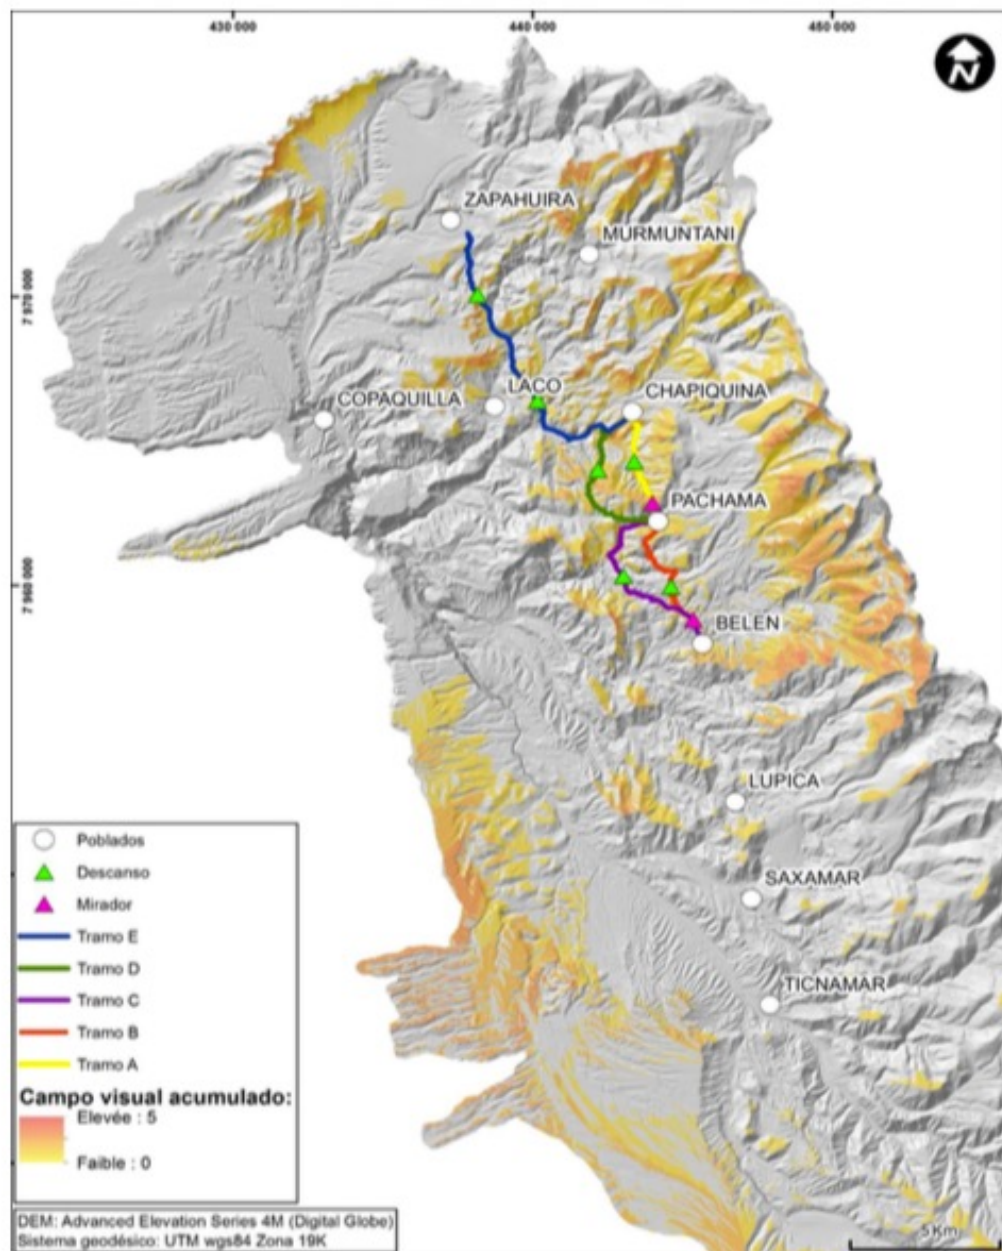 430 000
440 000
450 000
N
ZAPAHUIRA
MURMUNTANI
7 970 000
LACO
CHAPIQUINA
COPAQUILLA
PACHAMA
7 960 000
BELEN
LUPICA
SAXAMAR
TICNAMAR
Poblados
Descanso
Mirador
Tramo E
Tramo D
Tramo C
Tramo B
Tramo A
Campo visual acumulado:
Elevée : 5
Faible : 0
DEM: Advanced Elevation Series 4M (Digital Globe)
Sistema geodésico: UTM wgs84 Zona 19K
5 Km